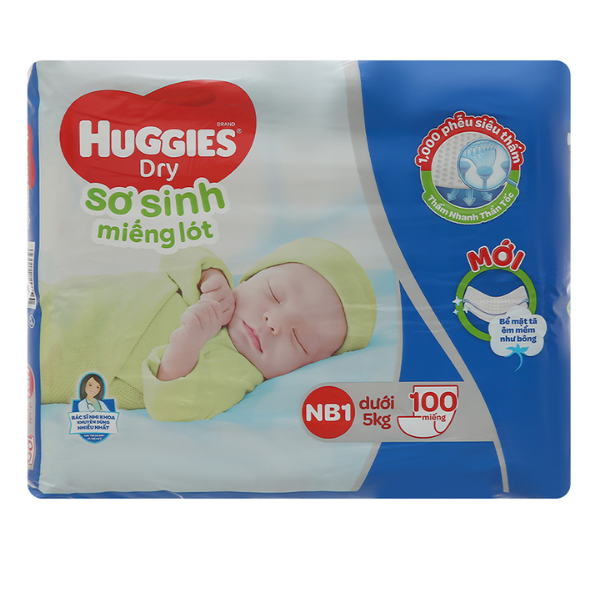 BRAND
HUGGIES®
Dry
sơ sinh
miếng lót
1.000 phễu siêu thấm
Thấm Nhanh Thần Tốc
MỚI
Bề mặt tã
êm mềm
như bông
NB1
dưới
5kg
100
miếng
BÁC SĨ NHI KHOA
KHUYÊN DÙNG
NHIỀU NHẤT